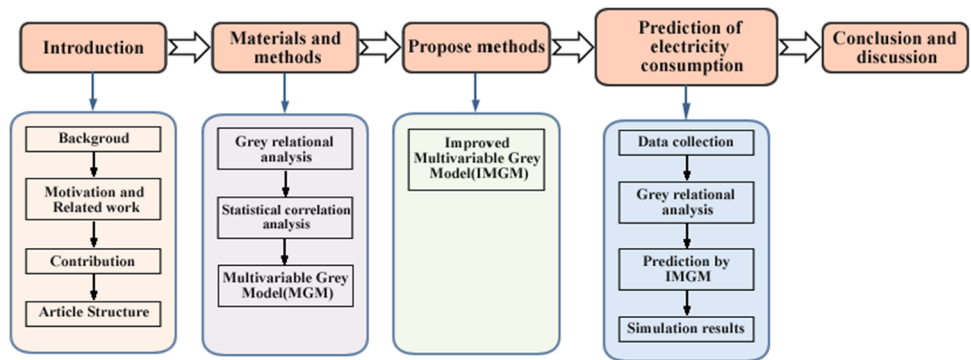 Introduction
Materials and
methods
Propose methods
Prediction of
electricity
consumption
Conclusion and
discussion
Backgroud
Motivation and
Related work
Contribution
Article Structure
Grey relational
analysis
Statistical correlation
analysis
Multivariable Grey
Model(MGM)
Improved
Multivariable Grey
Model(IMGM)
Data collection
Grey relational
analysis
Prediction by
IMGM
Simulation results